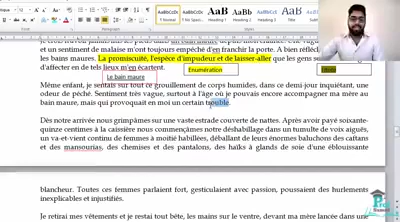 AaBbCcDc AaBbCcDc AaBb( AaBbCc AaB AaBbCcD
¶ Normal ¶ No Spac... Heading 1 Heading 2 Title Subtitle
Paragraph
Styles
et un sentiment de malaise m'ont toujours empêché d'en franchir la porte. A bien réfléchi
les bains maures. La promiscuité, l'espèce d'impudeur et de laisser-aller que les gens se
d'affecter en de tels lieux m'en écartent.
Enumération
Le bain maure
Même enfant, je sentais sur tout ce grouillement de corps humides, dans ce demi-jour inquiétant, une
odeur de péché. Sentiment très vague, surtout à l'âge où je pouvais encore accompagner ma mère au
bain maure, mais qui provoquait en moi un certain trouble.
Dès notre arrivée nous grimpâmes sur une vaste estrade couverte de nattes. Après avoir payé soixante-
quinze centimes à la caissière nous commençâmes notre déshabillage dans un tumulte de voix aiguës,
un va-et-vient continu de femmes à moitié habillées, déballant de leurs énormes baluchons des caftans
et des mansourias, des chemises et des pantalons, des haïks à glands de soie d'une éblouissante
blancheur. Toutes ces femmes parlaient fort, gesticulaient avec passion, poussaient des hurlements
inexplicables et injustifiés.
Je retirai mes vêtements et je restai tout bête, les mains sur le ventre, devant ma mère lancée dans une